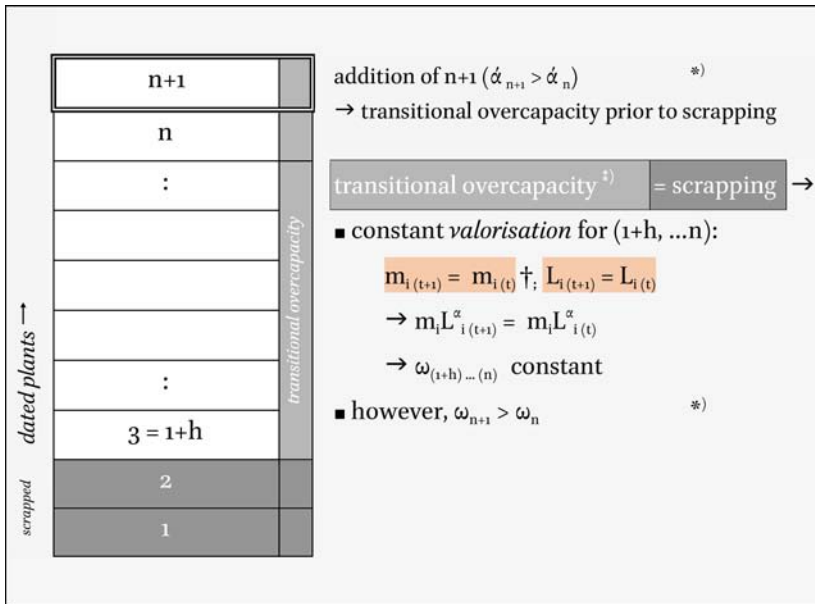 n+1
n
:
:
3 = 1+h
2
1
transitional overcapacity
dated plants →
scrapped
addition of n+1 (ά n+1 > ά n) *)
→ transitional overcapacity prior to scrapping
transitional overcapacity ‡) = scrapping →
■ constant valorisation for (1+h, ...n):
m i (t+1) = m i (t) †; L i (t+1) = L i (t)
→ m i L α i (t+1) = m i L α i (t)
→ ω (1+h) ... (n) constant
■ however, ω n+1 > ω n *)